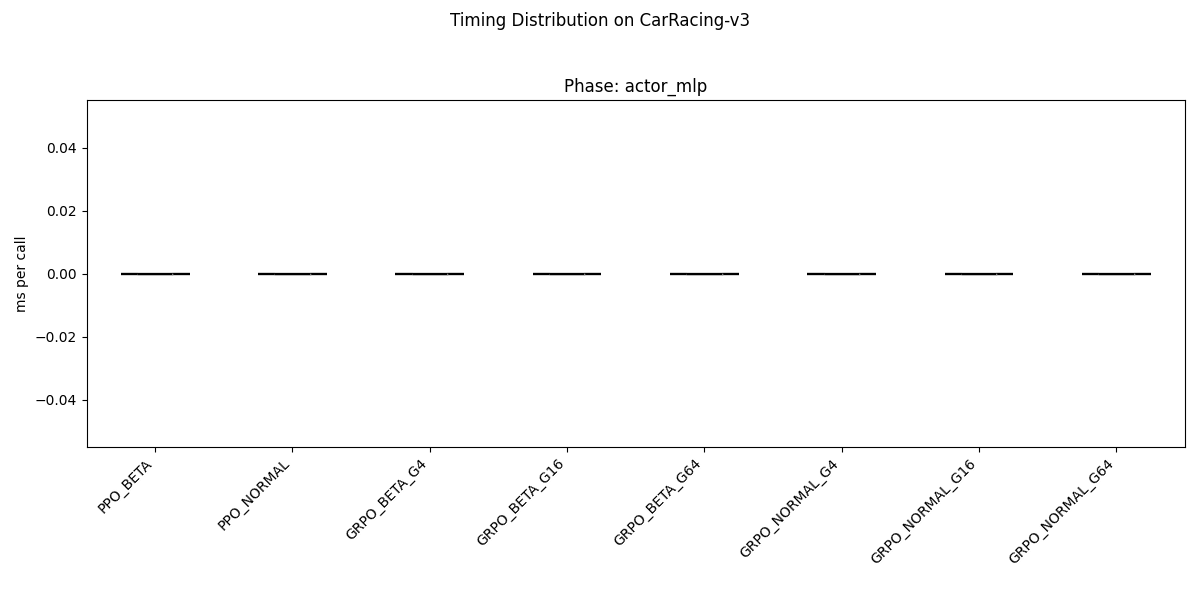 Timing Distribution on CarRacing-v3
Phase: actor_mlp
ms per call
0.04
0.02
0.00
−0.02
−0.04
PPO_BETA
PPO_NORMAL
GRPO_BETA_G4
GRPO_BETA_G16
GRPO_BETA_G64
GRPO_NORMAL_G4
GRPO_NORMAL_G16
GRPO_NORMAL_G64